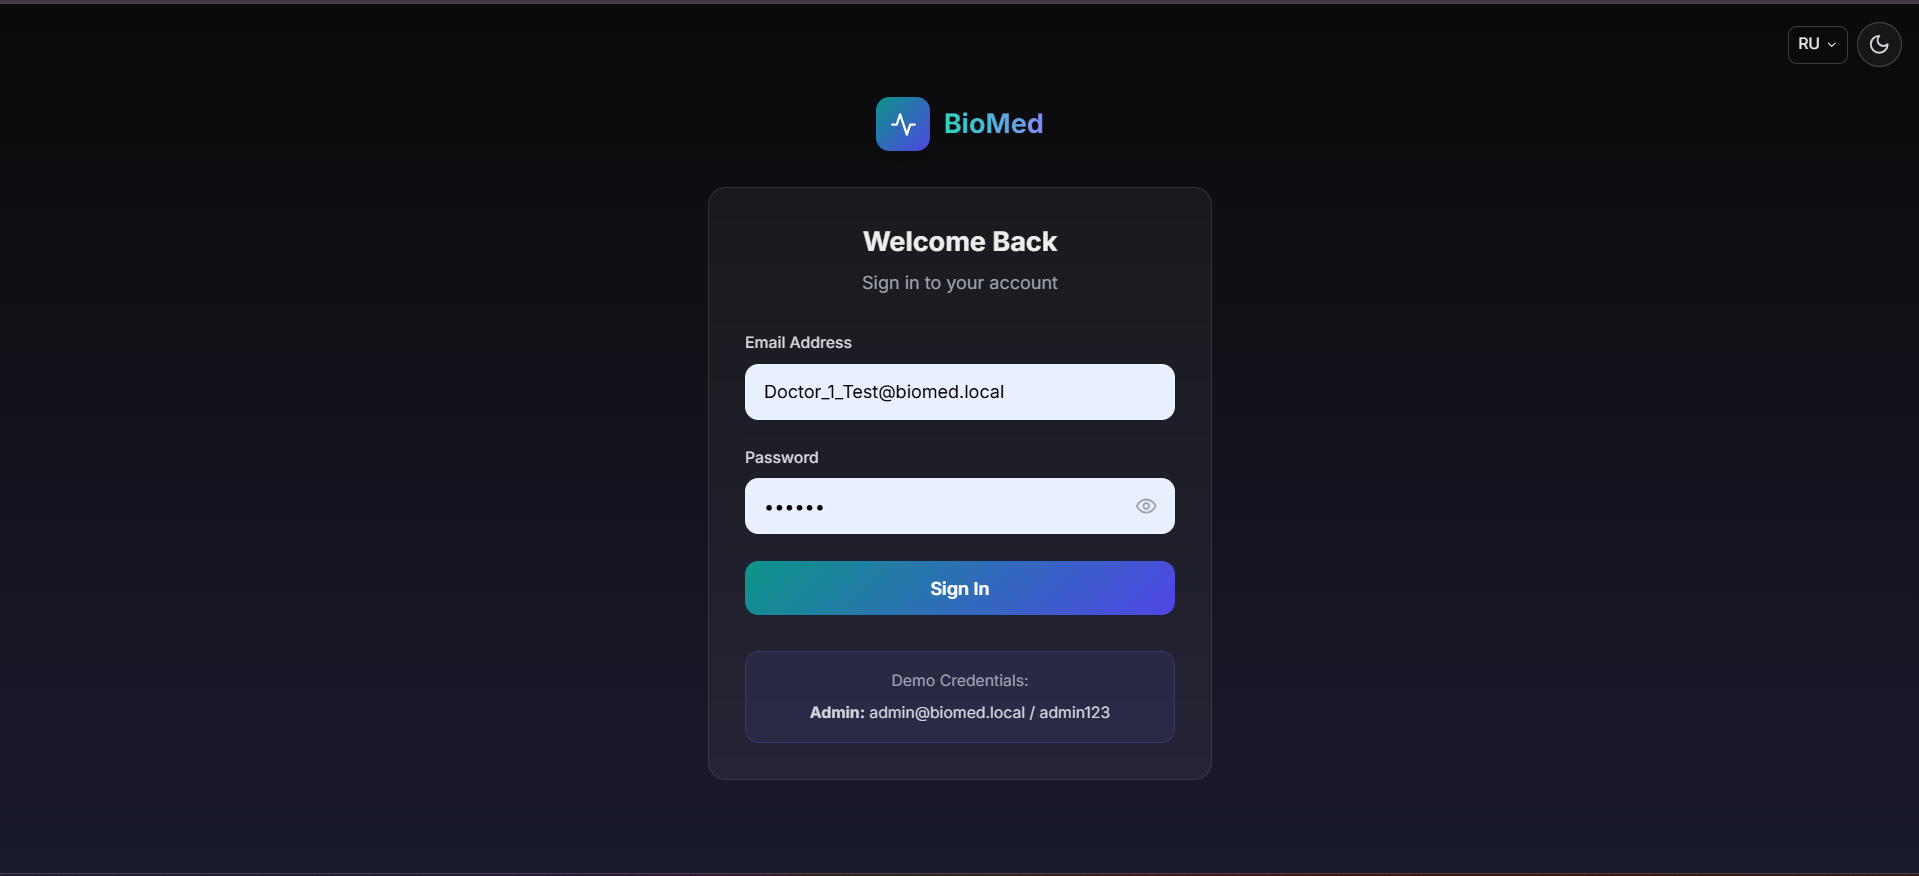 RU
BioMed
Welcome Back
Sign in to your account
Email Address
Doctor_1_Test@biomed.local
Password
••••••
Sign In
Demo Credentials:
Admin: admin@biomed.local / admin123